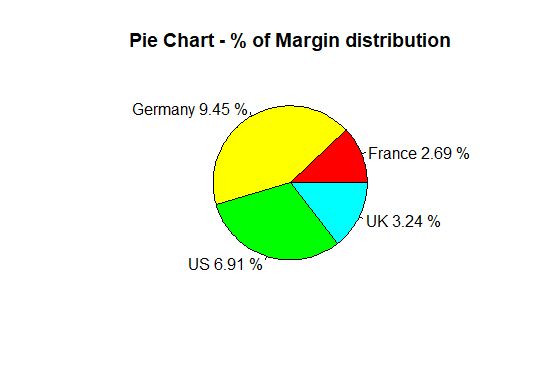 Pie Chart - % of Margin distribution
Germany 9.45 %
France 2.69 %
UK 3.24 %
US 6.91 %